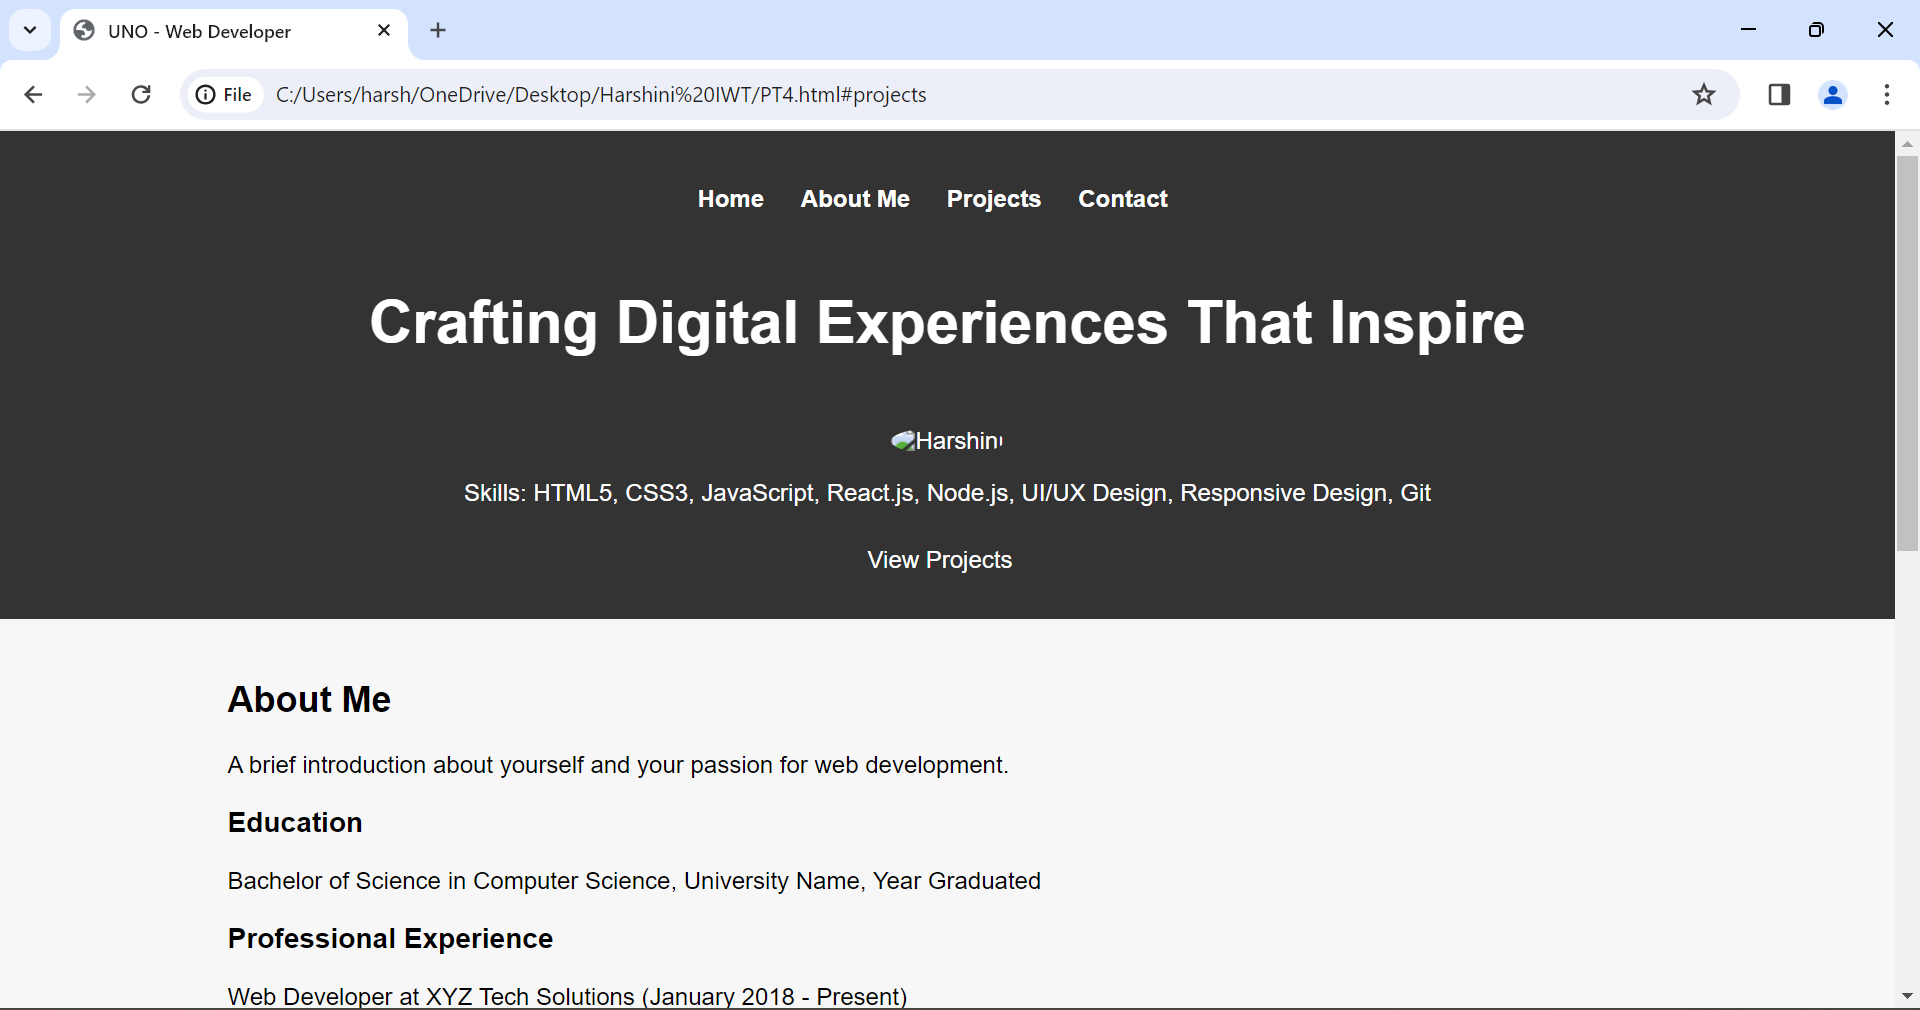 UNO - Web Developer
File C:/Users/harsh/OneDrive/Desktop/Harshini%20IWT/PT4.html#projects
Home About Me Projects Contact
Crafting Digital Experiences That Inspire
Harshini
Skills: HTML5, CSS3, JavaScript, React.js, Node.js, UI/UX Design, Responsive Design, Git
View Projects
About Me
A brief introduction about yourself and your passion for web development.
Education
Bachelor of Science in Computer Science, University Name, Year Graduated
Professional Experience
Web Developer at XYZ Tech Solutions (January 2018 - Present)